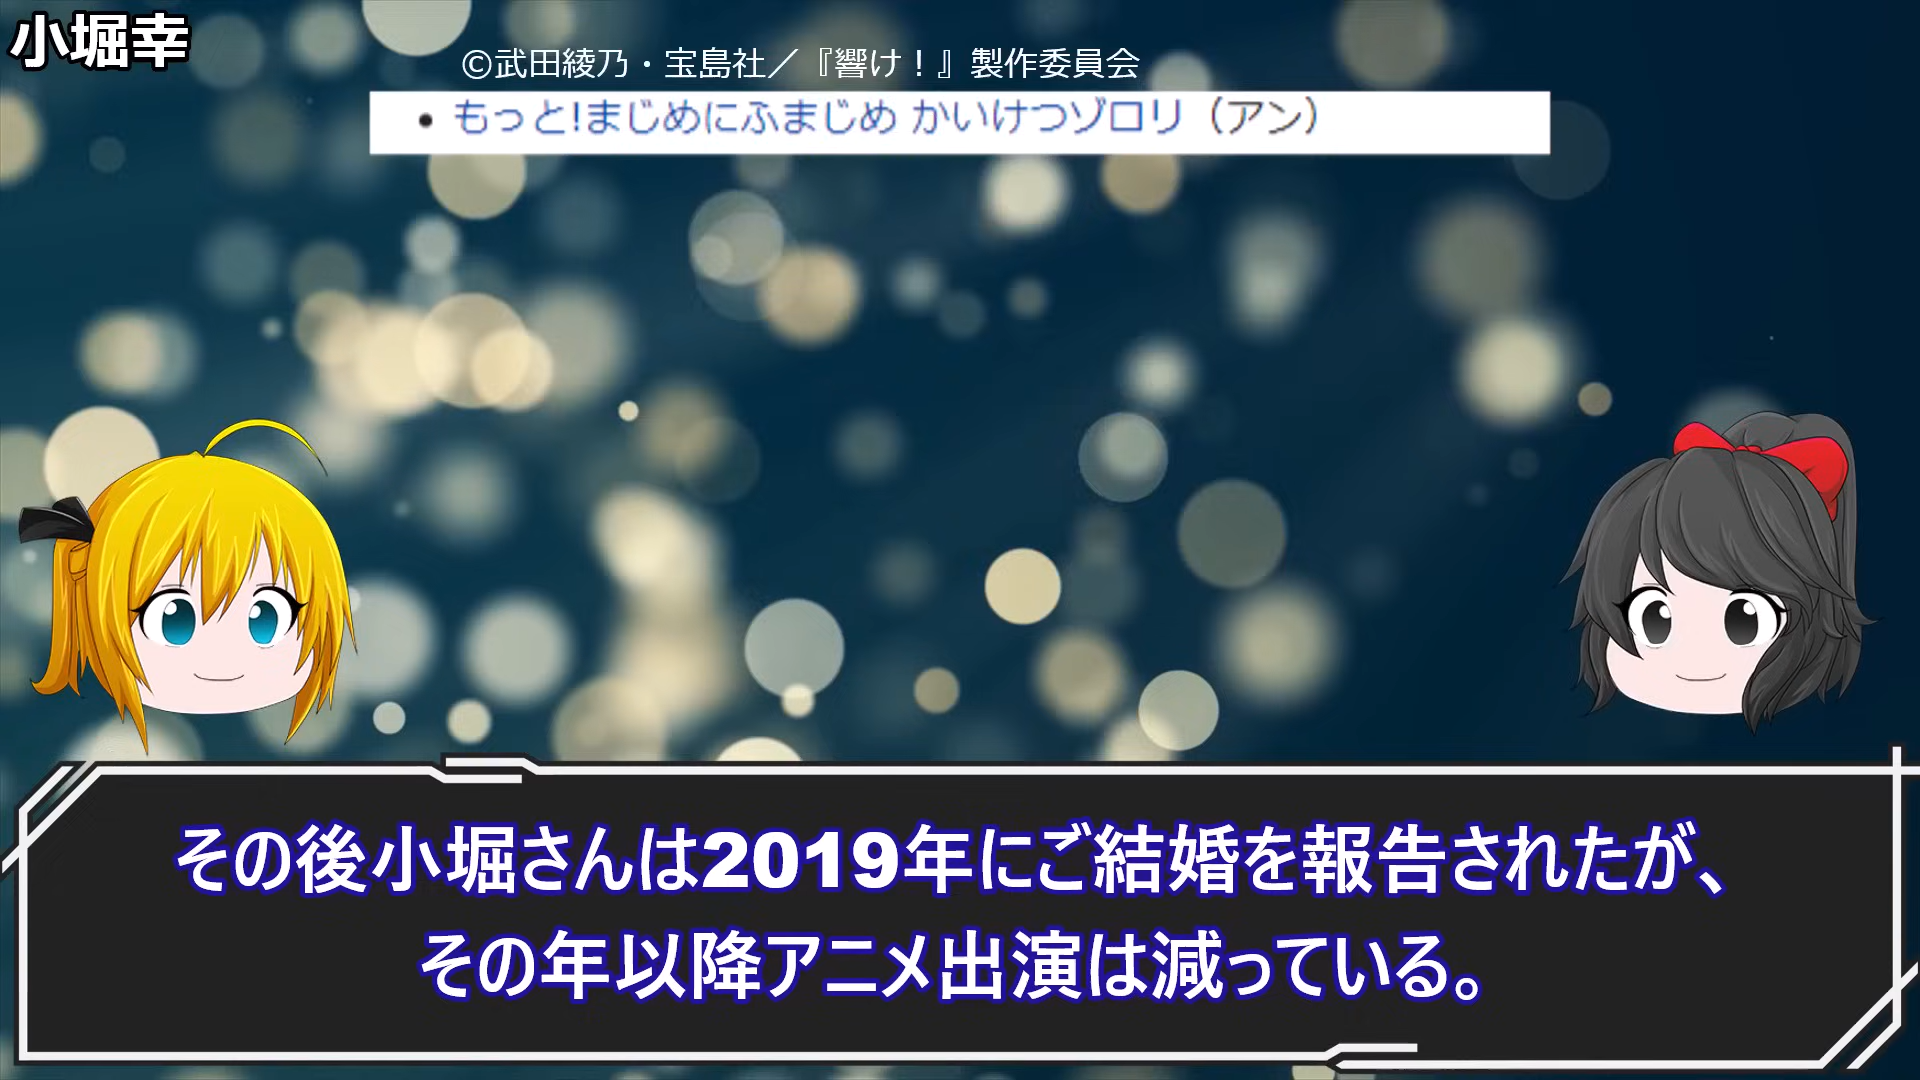 小堀幸
©武田綾乃・宝島社／『響け！』製作委員会
• もっと!まじめにふまじめ かいけつゾロリ（アン）
その後小堀さんは2019年にご結婚を報告されたが、
その年以降アニメ出演は減っている。